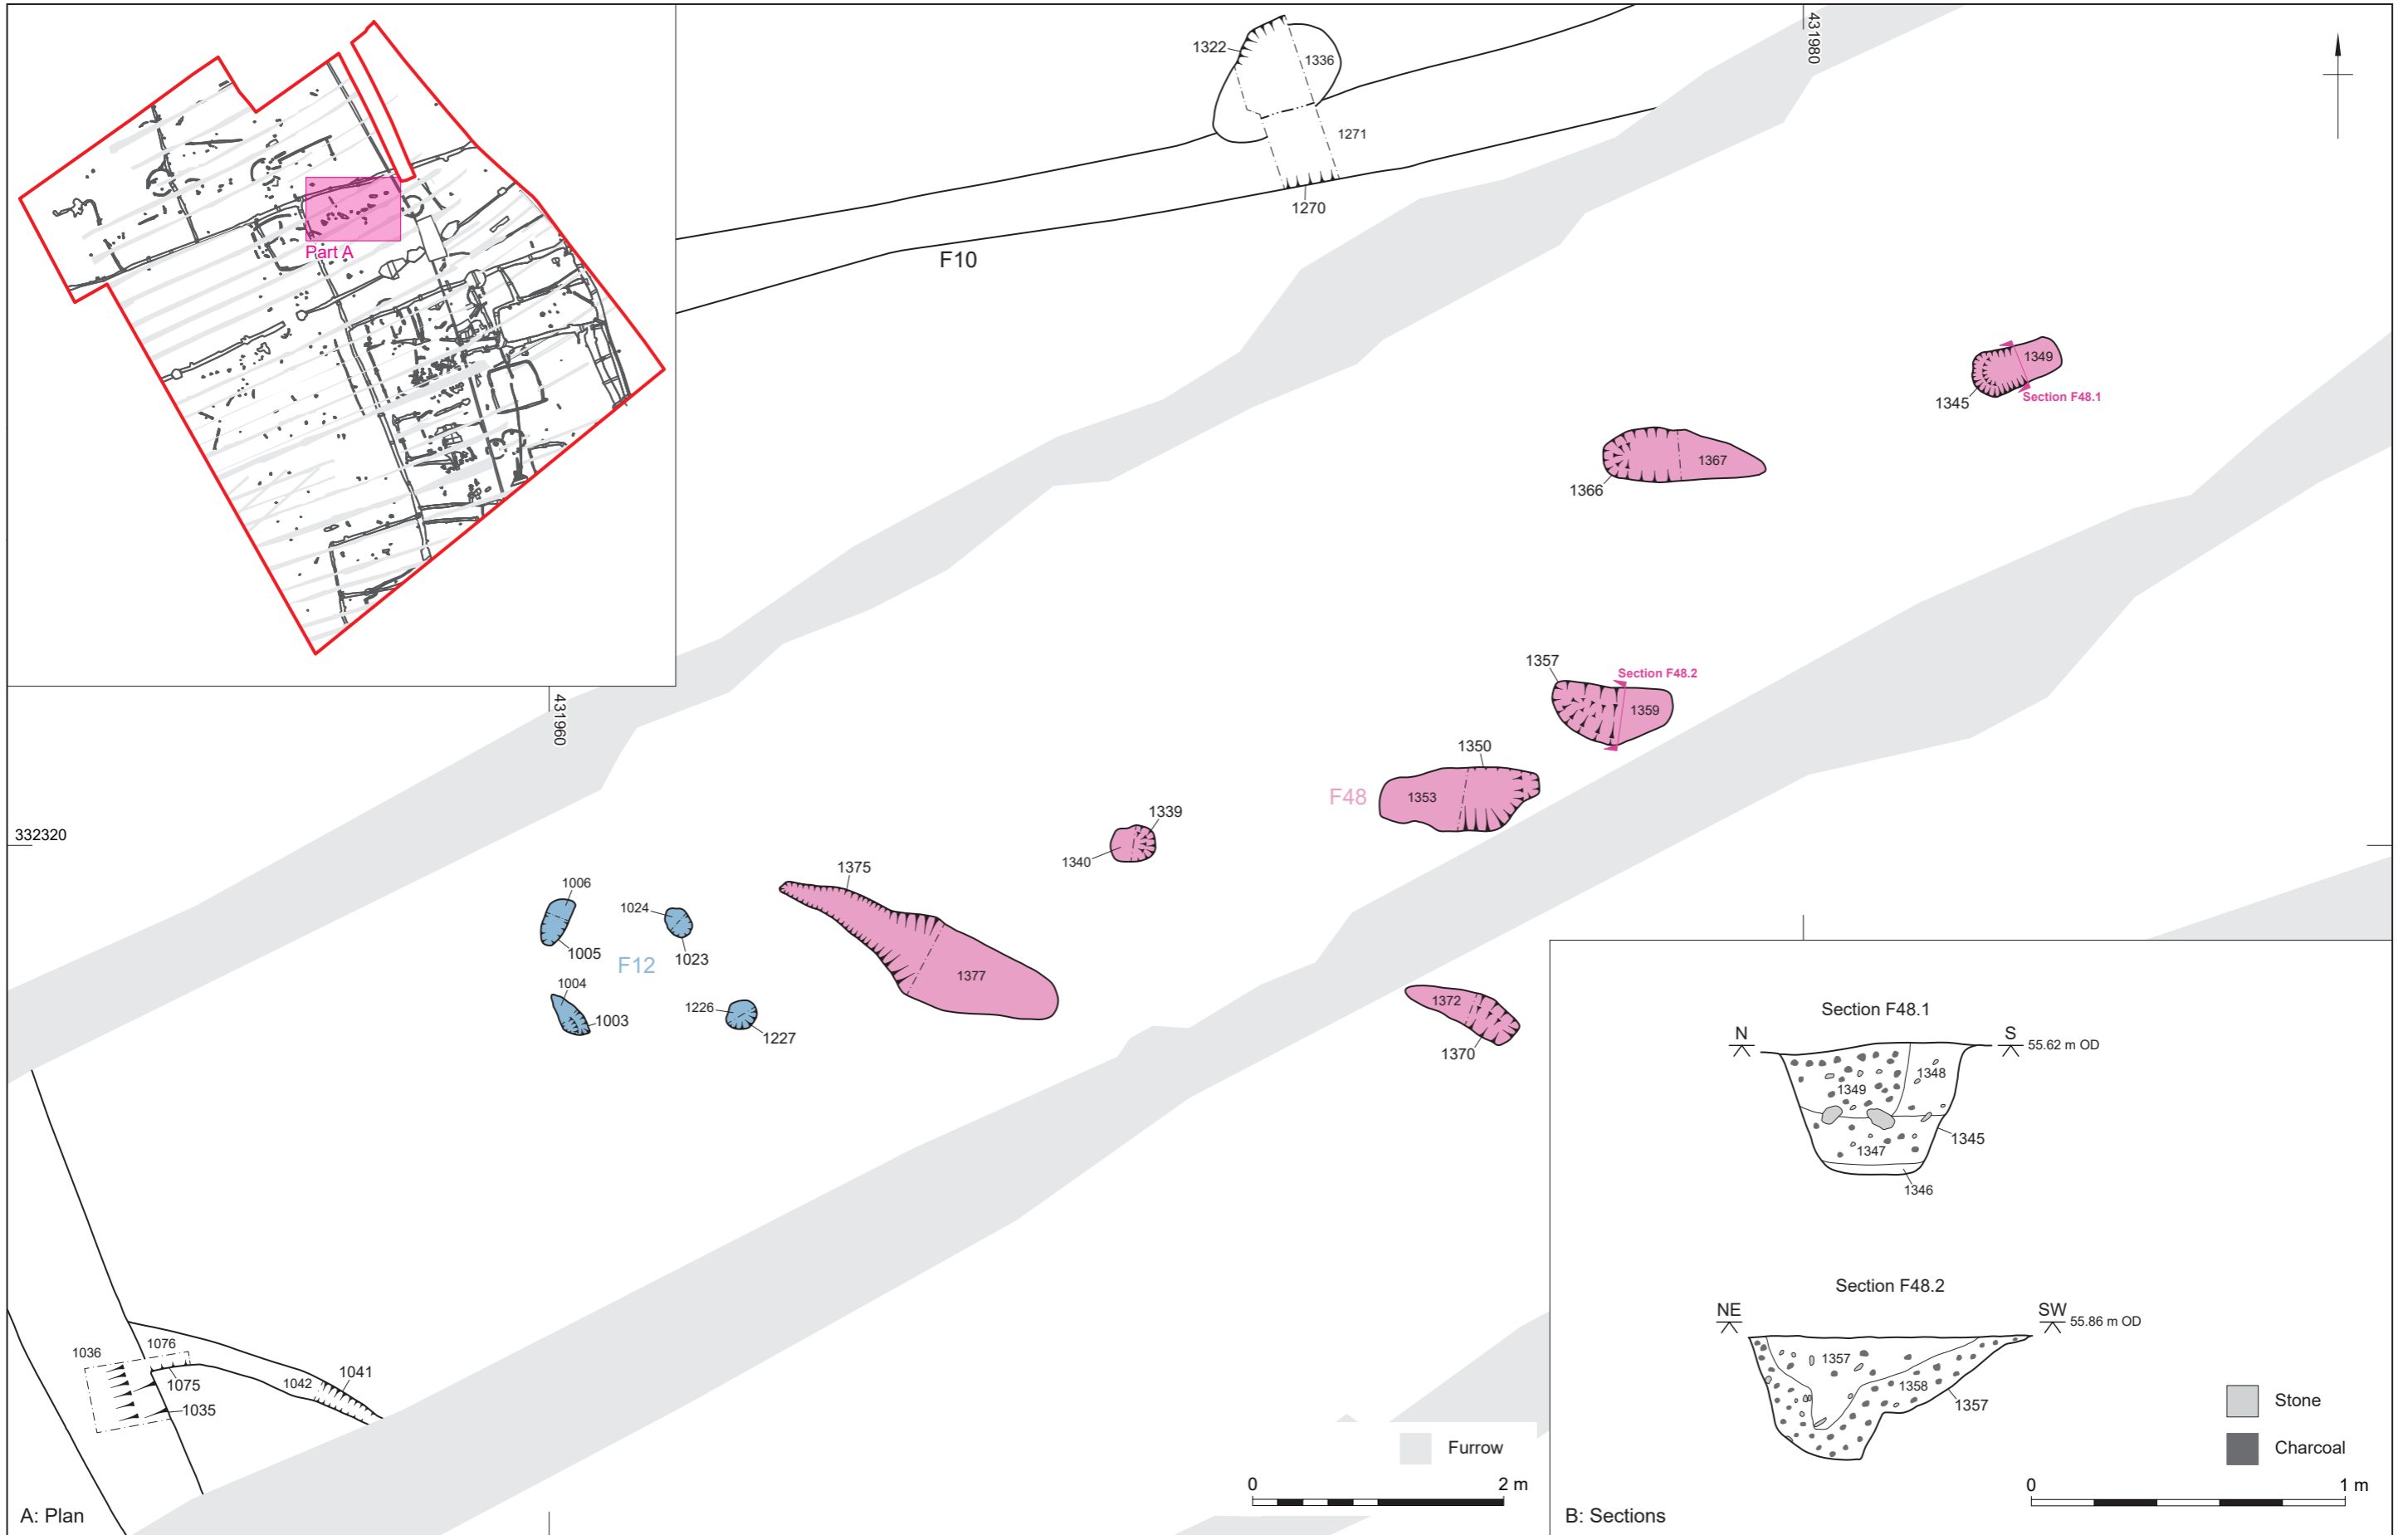 Part A
1322
1336
1271
1270
F10
431980
1349
1345
Section F48.1
1367
1366
431960
1357
Section F48.2
1359
1350
1353
F48
332320
1339
1340
1375
1377
1006
1005
1024
1023
F12
1004
1003
1226
1227
1372
1370
1036
1076
1075
1035
1042
1041
Furrow
0 2 m
A: Plan
Section F48.1
N S
55.62 m OD
1349
1348
1347
1345
1346
Section F48.2
NE SW
55.86 m OD
1357
1358
1357
Stone
Charcoal
0 1 m
B: Sections